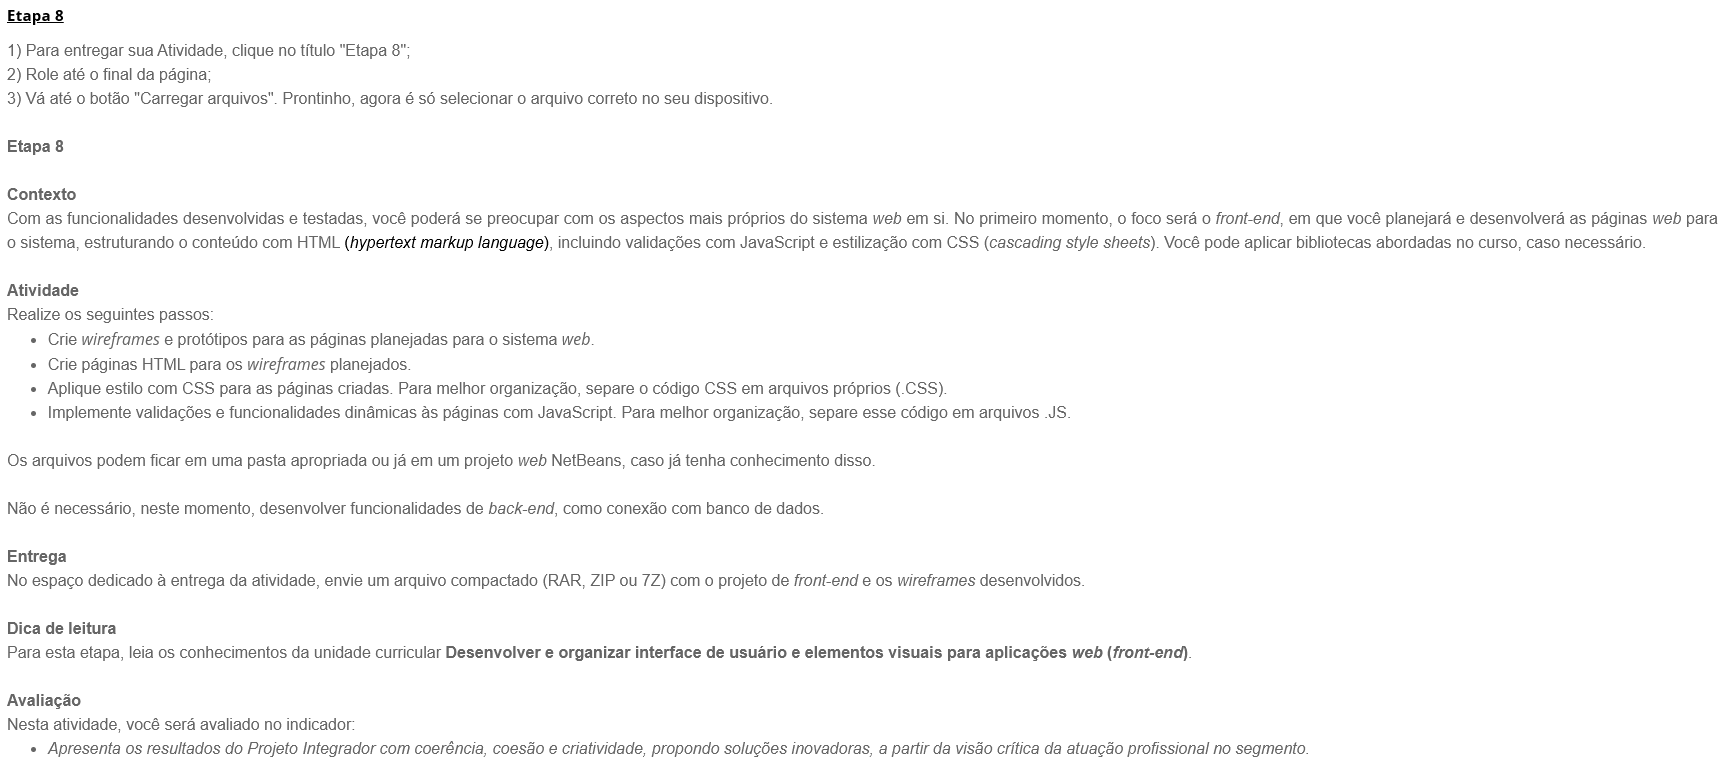 Etapa 8
1) Para entregar sua Atividade, clique no título "Etapa 8";
2) Role até o final da página;
3) Vá até o botão "Carregar arquivos". Prontinho, agora é só selecionar o arquivo correto no seu dispositivo.
Etapa 8
Contexto
Com as funcionalidades desenvolvidas e testadas, você poderá se preocupar com os aspectos mais próprios do sistema web em si. No primeiro momento, o foco será o front-end, em que você planejará e desenvolverá as páginas web para
o sistema, estruturando o conteúdo com HTML (hypertext markup language), incluindo validações com JavaScript e estilização com CSS (cascading style sheets). Você pode aplicar bibliotecas abordadas no curso, caso necessário.
Atividade
Realize os seguintes passos:
• Crie wireframes e protótipos para as páginas planejadas para o sistema web.
• Crie páginas HTML para os wireframes planejados.
• Aplique estilo com CSS para as páginas criadas. Para melhor organização, separe o código CSS em arquivos próprios (.CSS).
• Implemente validações e funcionalidades dinâmicas às páginas com JavaScript. Para melhor organização, separe esse código em arquivos .JS.
Os arquivos podem ficar em uma pasta apropriada ou já em um projeto web NetBeans, caso já tenha conhecimento disso.
Não é necessário, neste momento, desenvolver funcionalidades de back-end, como conexão com banco de dados.
Entrega
No espaço dedicado à entrega da atividade, envie um arquivo compactado (RAR, ZIP ou 7Z) com o projeto de front-end e os wireframes desenvolvidos.
Dica de leitura
Para esta etapa, leia os conhecimentos da unidade curricular Desenvolver e organizar interface de usuário e elementos visuais para aplicações web (front-end).
Avaliação
Nesta atividade, você será avaliado no indicador:
• Apresenta os resultados do Projeto Integrador com coerência, coesão e criatividade, propondo soluções inovadoras, a partir da visão crítica da atuação profissional no segmento.